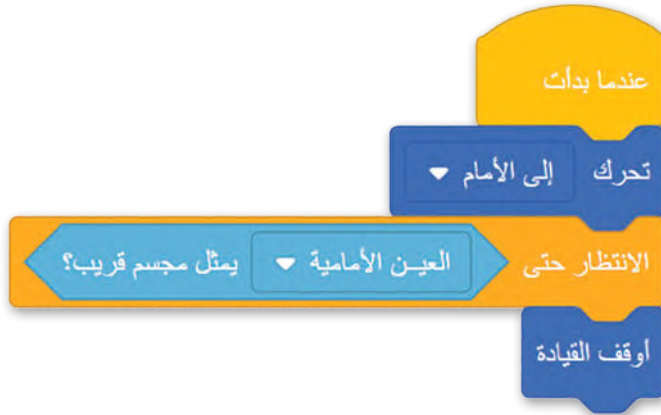 عندما بدأت
تحرك إلى الأمام
الانتظار حتى العين الأمامية يمثل مجسم قريب؟
أوقف القيادة